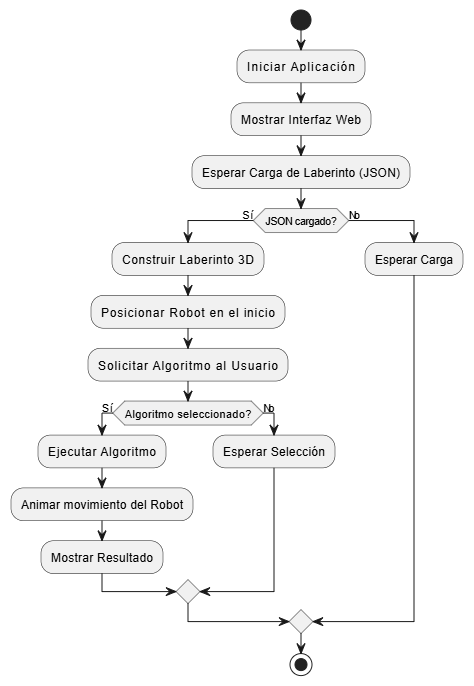 Iniciar Aplicación
Mostrar Interfaz Web
Esperar Carga de Laberinto (JSON)
Sí
JSON cargado?
No
Construir Laberinto 3D
Esperar Carga
Posicionar Robot en el inicio
Solicitar Algoritmo al Usuario
Sí
Algoritmo seleccionado?
No
Ejecutar Algoritmo
Esperar Selección
Animar movimiento del Robot
Mostrar Resultado